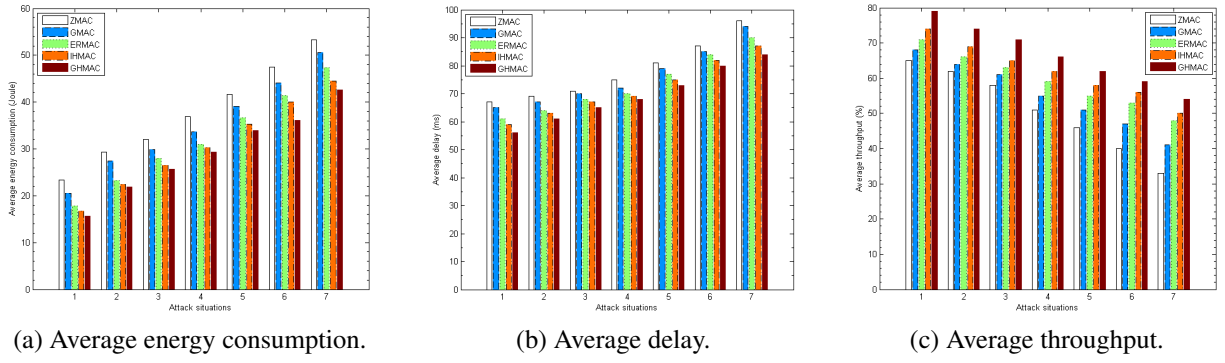 Average energy consumption (Joule)
60
50
40
30
20
10
0
ZMAC
GMAC
ERMAC
IHMAC
GHMAC
1 2 3 4 5 6 7
Attack situations
(a) Average energy consumption.
Average delay (ms)
100
90
80
70
60
50
40
30
20
10
0
ZMAC
GMAC
ERMAC
IHMAC
GHMAC
1 2 3 4 5 6 7
Attack situations
(b) Average delay.
Average throughput (%)
80
70
60
50
40
30
20
10
0
ZMAC
GMAC
ERMAC
IHMAC
GHMAC
1 2 3 4 5 6 7
Attack situations
(c) Average throughput.